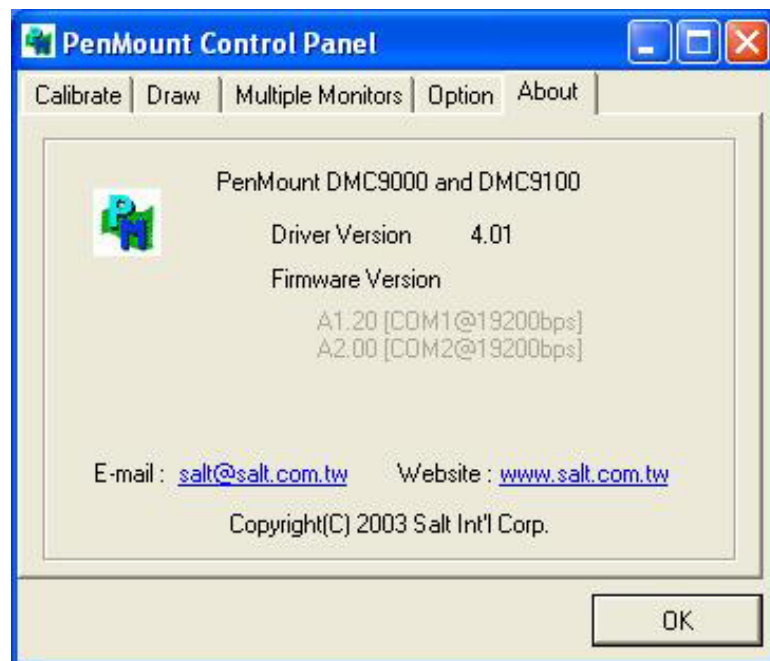 PenMount Control Panel
Calibrate Draw Multiple Monitors Option About
PM
PenMount DMC9000 and DMC9100
Driver Version 4.01
Firmware Version
A1.20 [COM1@19200bps]
A2.00 [COM2@19200bps]
E-mail : salt@salt.com.tw Website : www.salt.com.tw
Copyright(C) 2003 Salt Int'l Corp.
OK